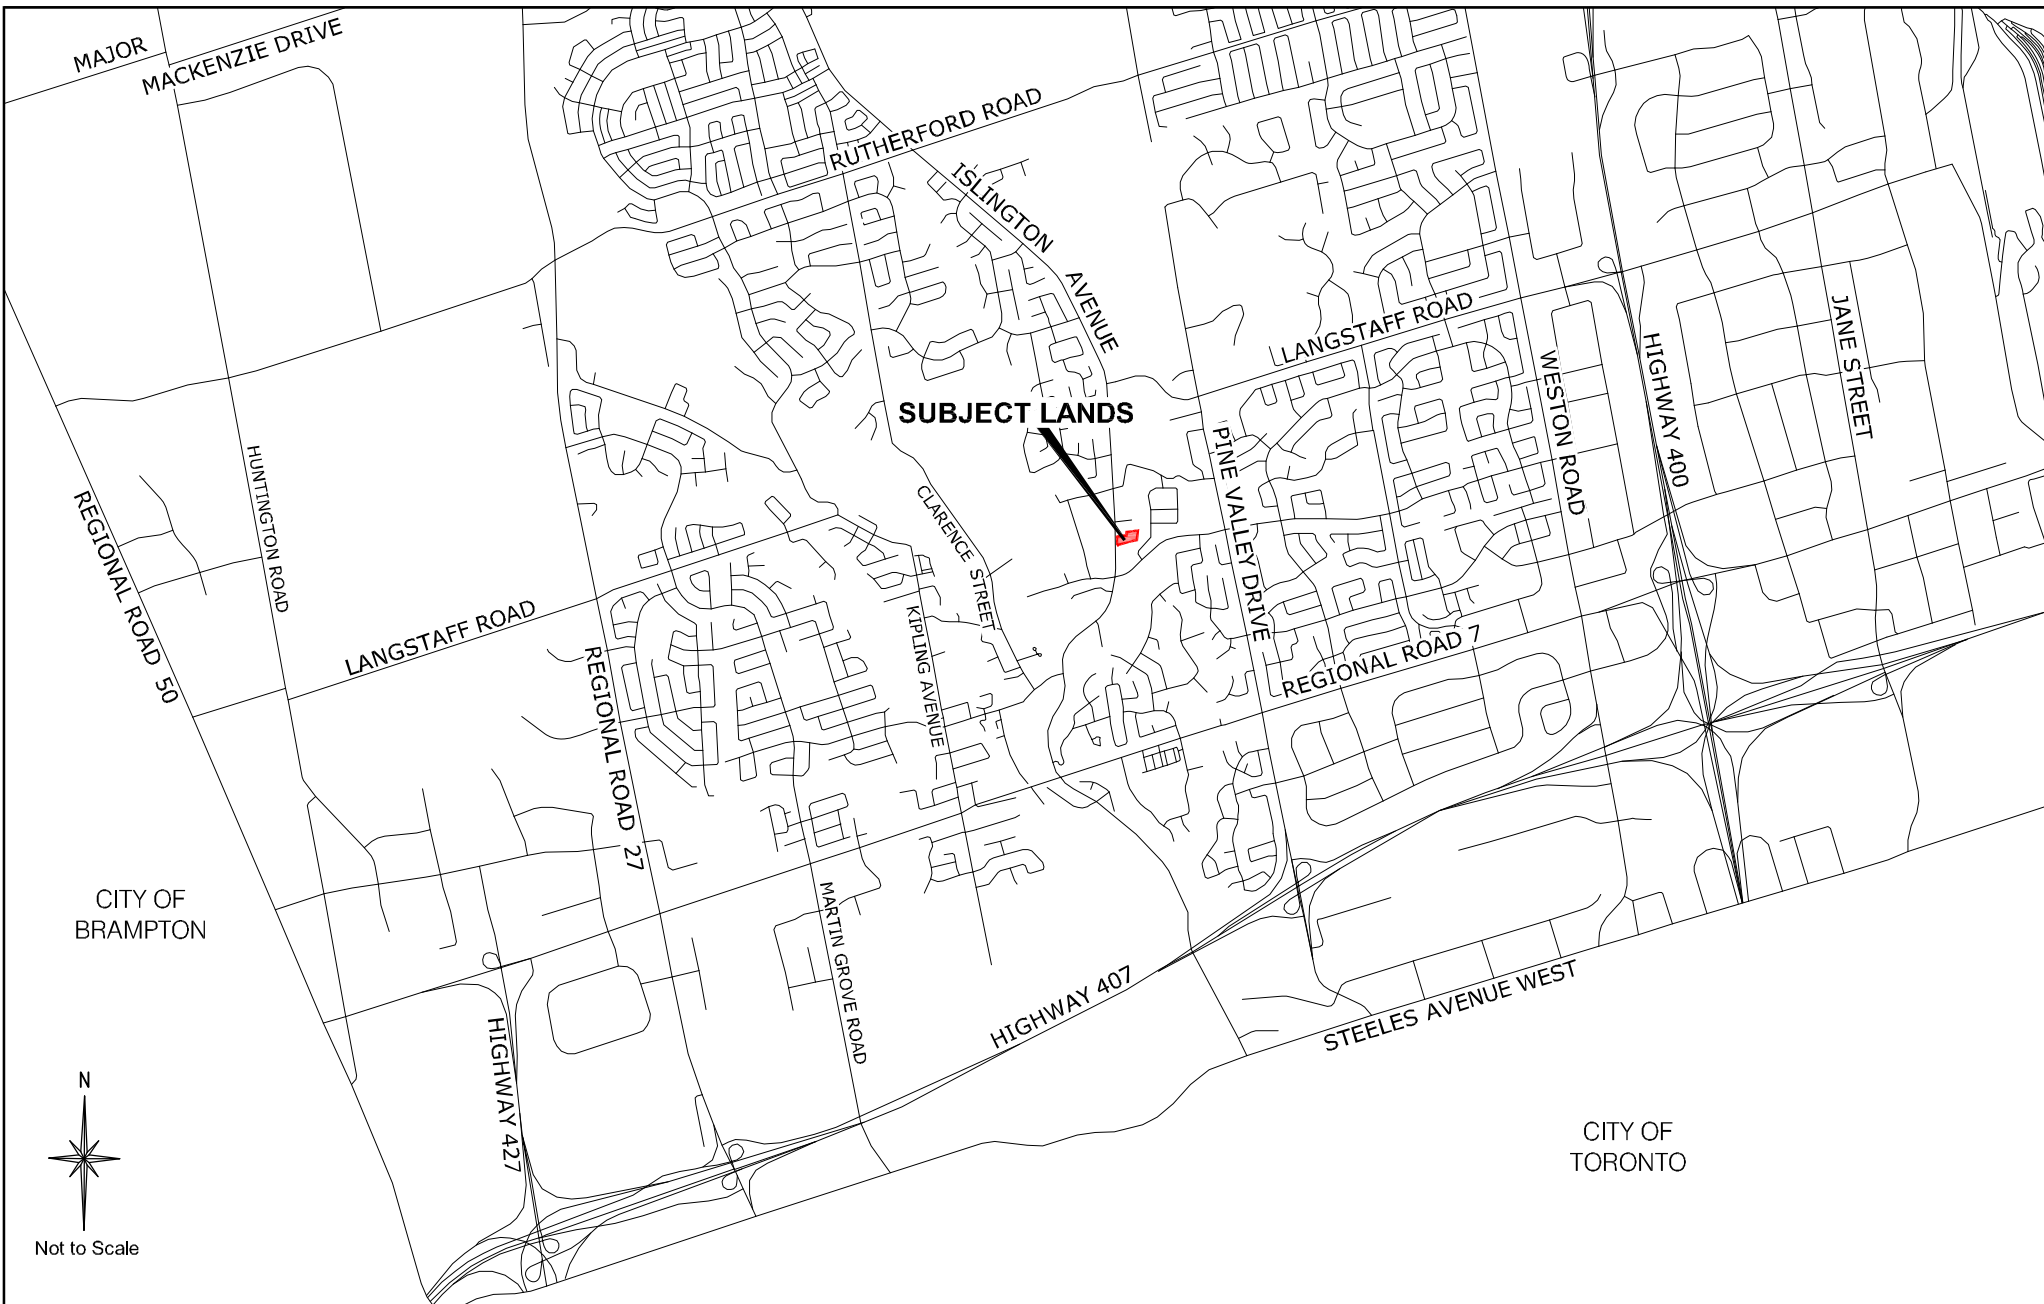 MAJOR
MACKENZIE DRIVE
RUTHERFORD ROAD
ISLINGTON
AVENUE
LANGSTAFF ROAD
JANE STREET
HIGHWAY 400
WESTON ROAD
SUBJECT LANDS
PINE VALLEY DRIVE
HUNTINGTON ROAD
REGIONAL ROAD 50
CLARENCE STREET
LANGSTAFF ROAD
KIPLING AVENUE
REGIONAL ROAD 27
REGIONAL ROAD 7
CITY OF
BRAMPTON
MARTIN GROVE ROAD
HIGHWAY 407
STEELES AVENUE WEST
HIGHWAY 427
N
Not to Scale
CITY OF
TORONTO